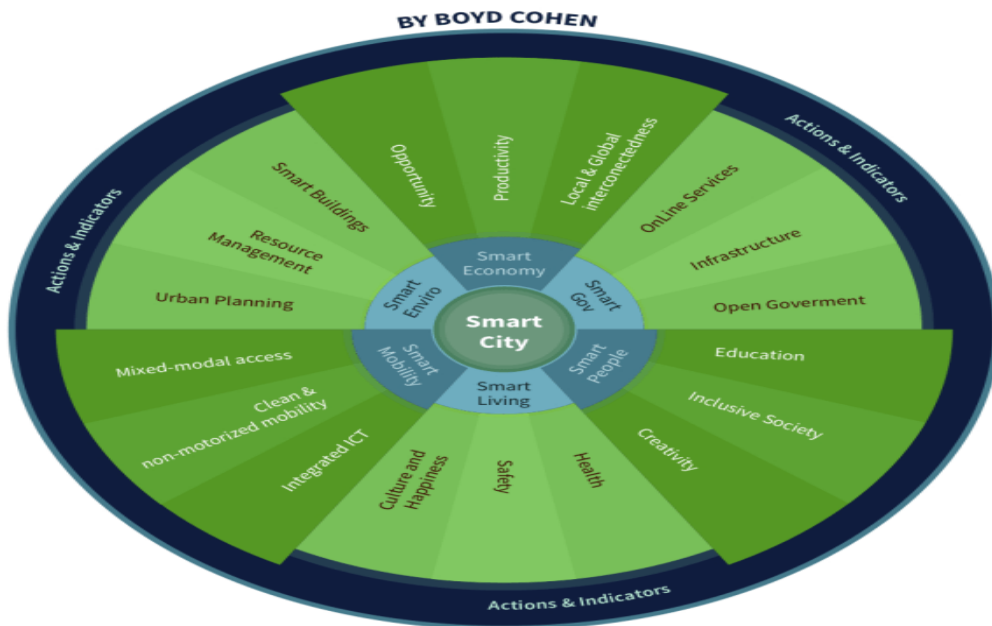 BY BOYD COHEN
Actions & Indicators
Actions & Indicators
Actions & Indicators
Smart
City
Smart
Economy
Opportunity
Productivity
Local & Global
interconectedness
Smart
Gov
OnLine Services
Infrastructure
Open Goverment
Smart
People
Education
Inclusive Society
Creativity
Smart
Living
Health
Safety
Culture and
Happiness
Smart
Mobility
Integrated ICT
Clean &
non-motorized mobility
Mixed-modal access
Smart
Enviro
Urban Planning
Resource
Management
Smart Buildings